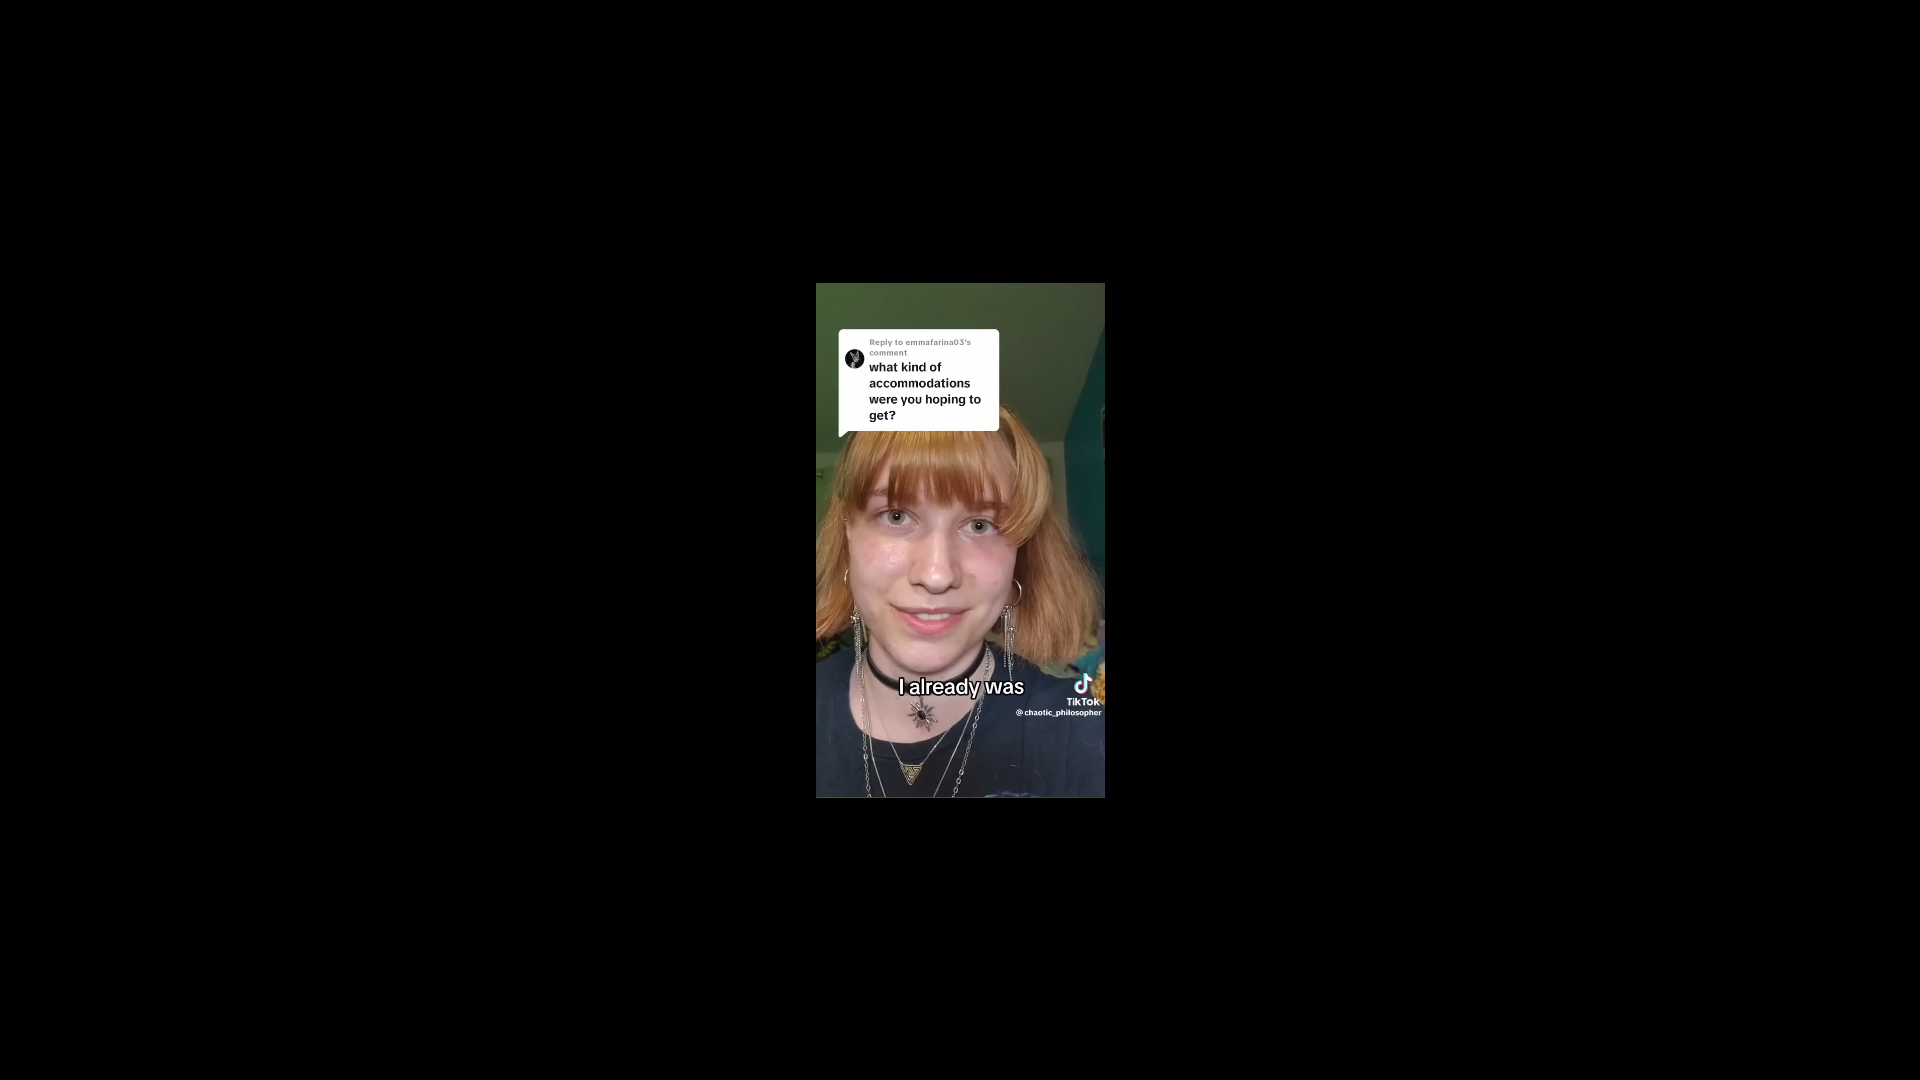 Reply to emmafarina03's
comment
what kind of
accommodations
were you hoping to
get?
I already was
TikTok
@chaotic_philosopher